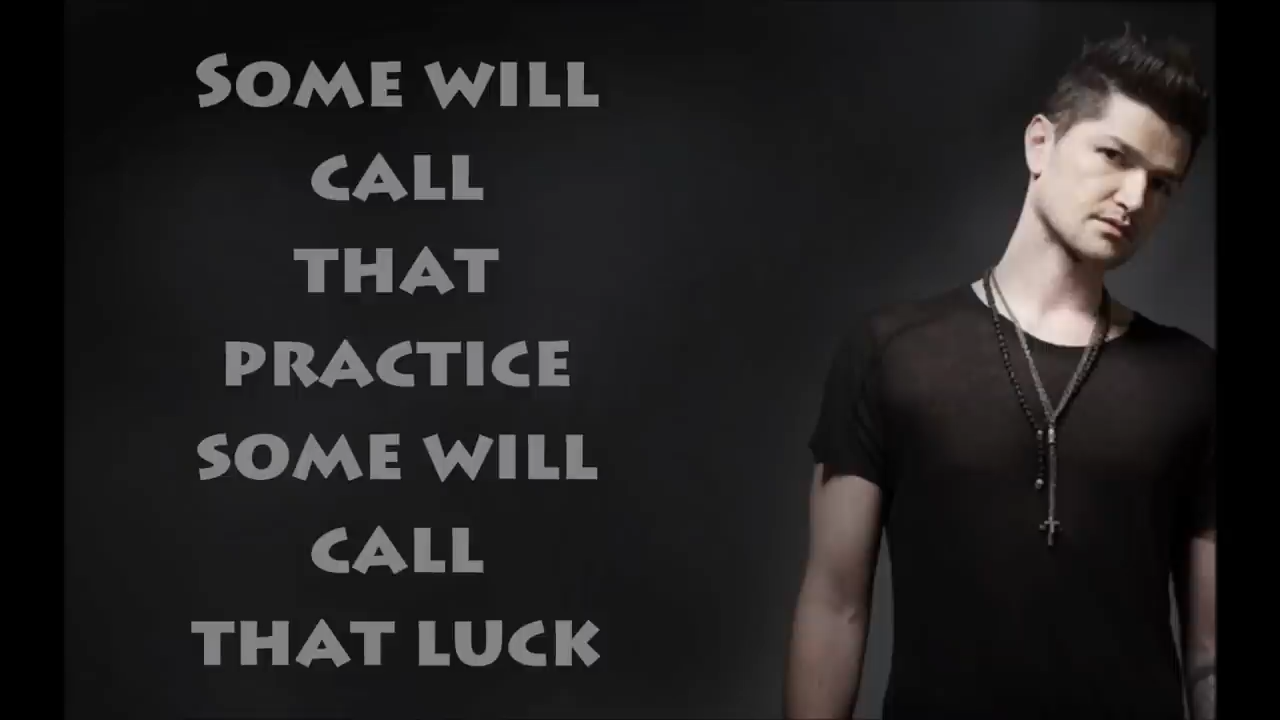 SOME WILL
CALL
THAT
PRACTICE
SOME WILL
CALL
THAT LUCK